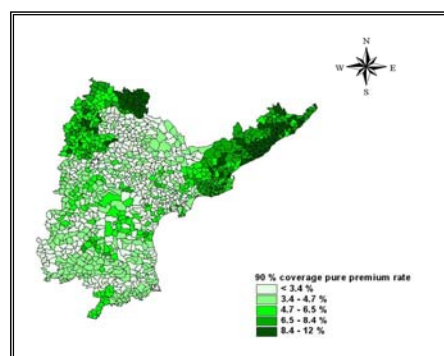 N
W E
S
90 % coverage pure premium rate
< 3.4 %
3.4 - 4.7 %
4.7 - 6.5 %
6.5 - 8.4 %
8.4 - 12 %